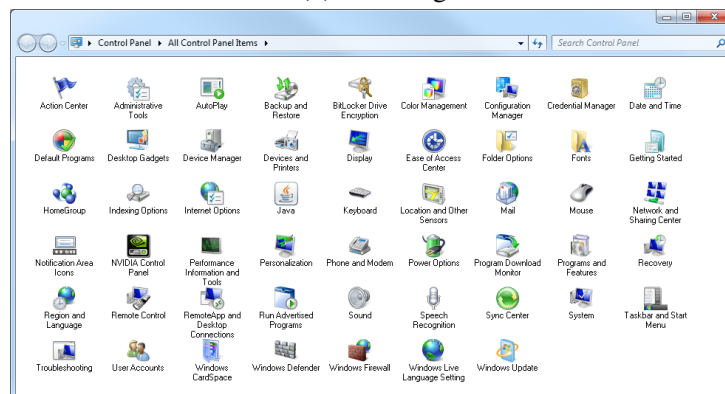 Control Panel All Control Panel Items
Search Control Panel
Action Center Administrative Tools AutoPlay Backup and Restore BitLocker Drive Encryption Color Management Configuration Manager Credential Manager Date and Time
Default Programs Desktop Gadgets Device Manager Devices and Printers Display Ease of Access Center Folder Options Fonts Getting Started
HomeGroup Indexing Options Internet Options Java Keyboard Location and Other Sensors Mail Mouse Network and Sharing Center
Notification Area Icons NVIDIA Control Panel Performance Information and Tools Personalization Phone and Modem Power Options Program Download Monitor Programs and Features Recovery
Region and Language Remote Control RemoteApp and Desktop Connections Run Advertised Programs Sound Speech Recognition Sync Center System Taskbar and Start Menu
Troubleshooting User Accounts Windows CardSpace Windows Defender Windows Firewall Windows Live Language Setting Windows Update